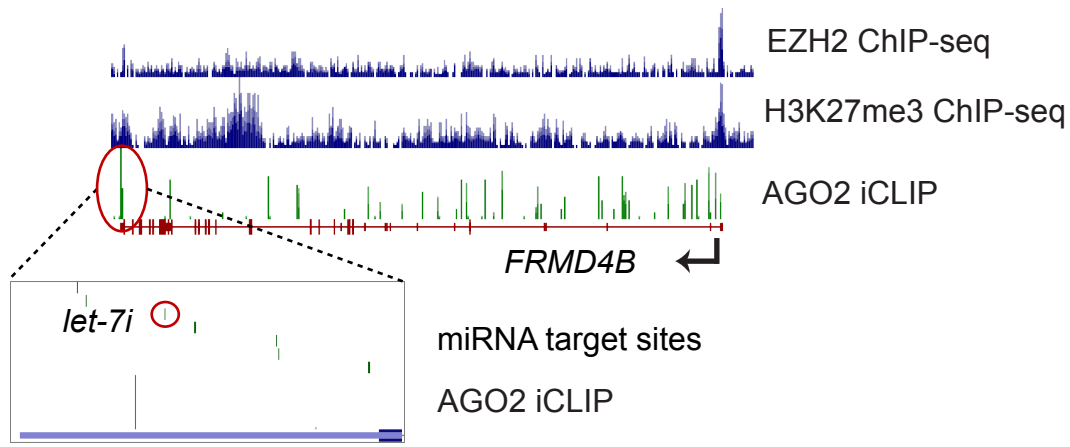 EZH2 ChIP-seq
H3K27me3 ChIP-seq
AGO2 iCLIP
FRMD4B
let-7i
miRNA target sites
AGO2 iCLIP